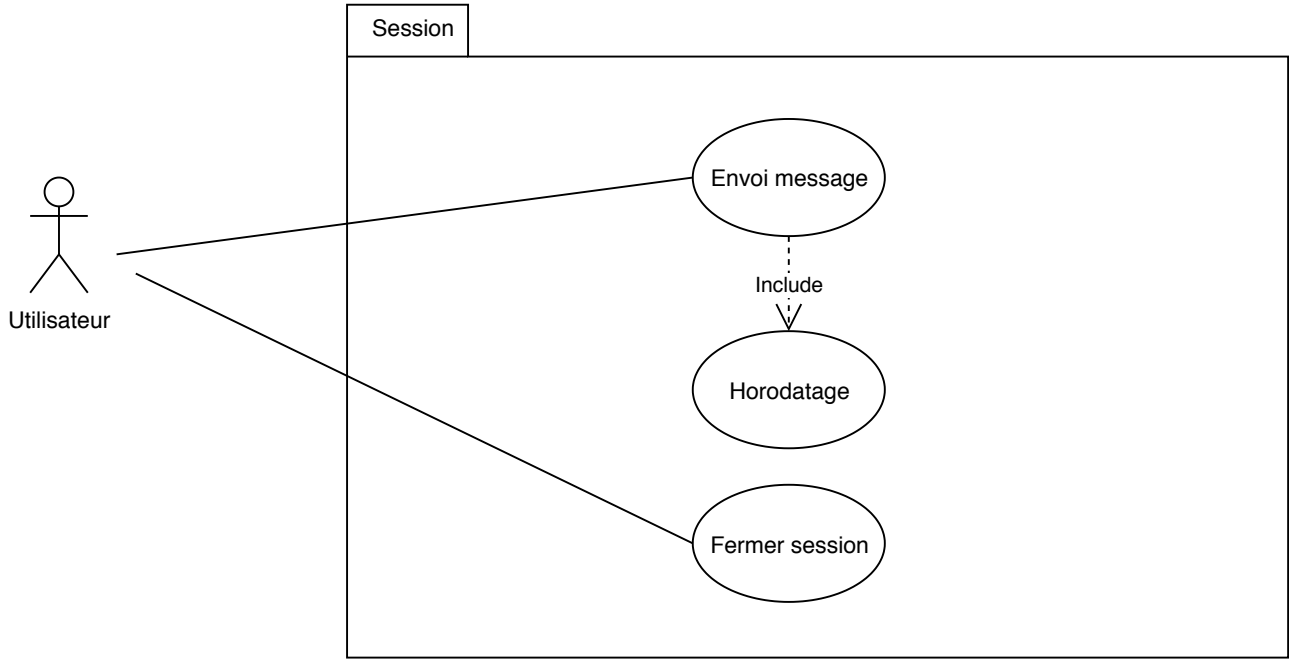 Session
Envoi message
Include
Utilisateur
Horodatage
Fermer session